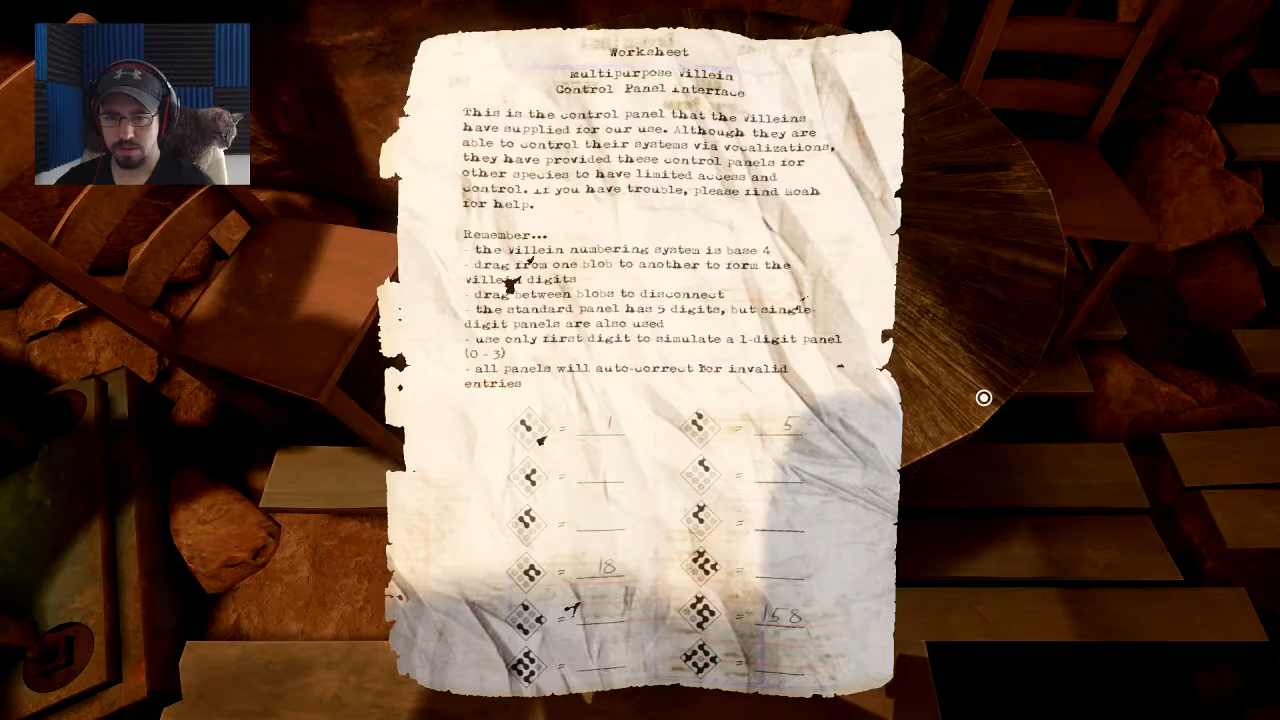 Worksheet
Multipurpose Villein
Control Panel Interface
This is the control panel that the Villeins
have supplied for our use. Although they are
able to control their systems via vocalizations,
they have provided these control panels for
other species to have limited access and
control. If you have trouble, please find Noah
for help.
Remember...
- the Villein numbering system is base 4
- drag from one blob to another to form the
Villein digits
- drag between blobs to disconnect
- the standard panel has 5 digits, but single-
digit panels are also used
- use only first digit to simulate a 1-digit panel
(0 - 3)
- all panels will auto-correct for invalid
entries
= 1 = 5
= =
= =
= 18 =
= = 158
= =